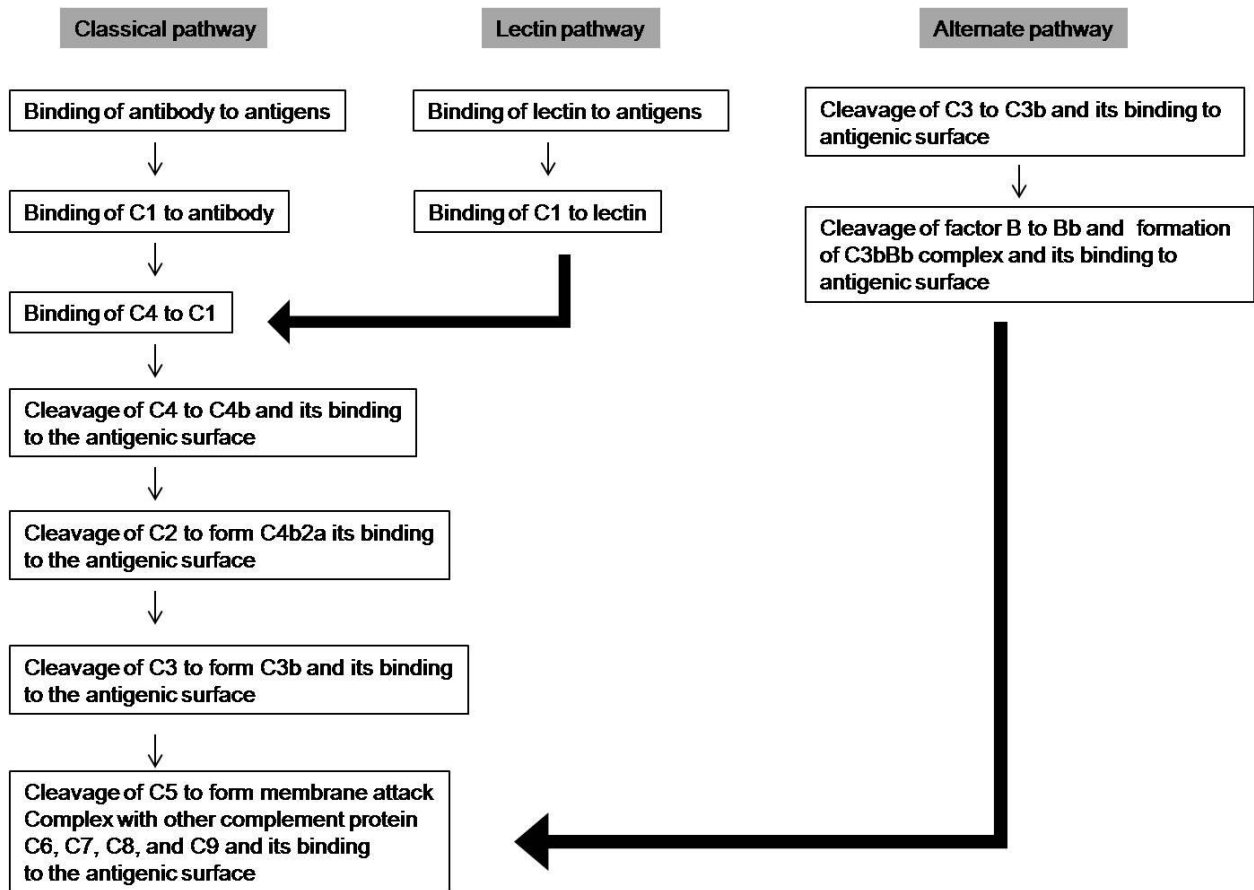 Classical pathway
Lectin pathway
Alternate pathway
Binding of antibody to antigens
Binding of C1 to antibody
Binding of C4 to C1
Cleavage of C4 to C4b and its binding
to the antigenic surface
Cleavage of C2 to form C4b2a its binding
to the antigenic surface
Cleavage of C3 to form C3b and its binding
to the antigenic surface
Cleavage of C5 to form membrane attack
Complex with other complement protein
C6, C7, C8, and C9 and its binding
to the antigenic surface
Binding of lectin to antigens
Binding of C1 to lectin
Cleavage of C3 to C3b and its binding to
antigenic surface
Cleavage of factor B to Bb and formation
of C3bBb complex and its binding to
antigenic surface